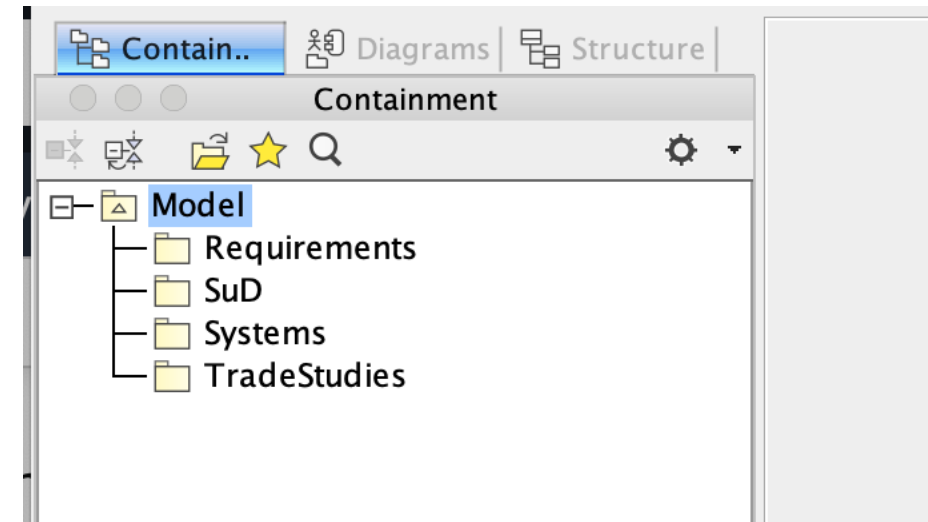 Contain.. Diagrams Structure
Containment
Model
Requirements
SuD
Systems
TradeStudies